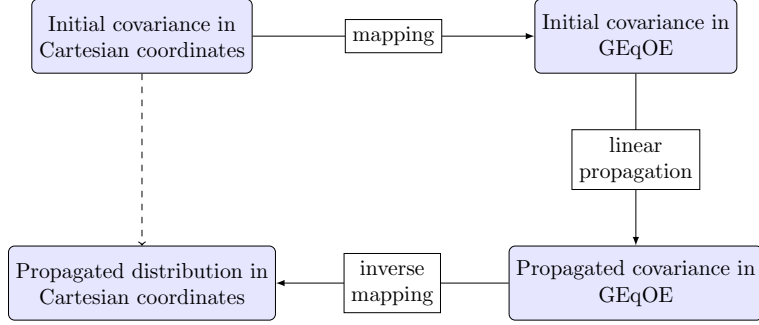 Initial covariance in
Cartesian coordinates
mapping
Initial covariance in
GEqOE
linear
propagation
Propagated distribution in
Cartesian coordinates
inverse
mapping
Propagated covariance in
GEqOE